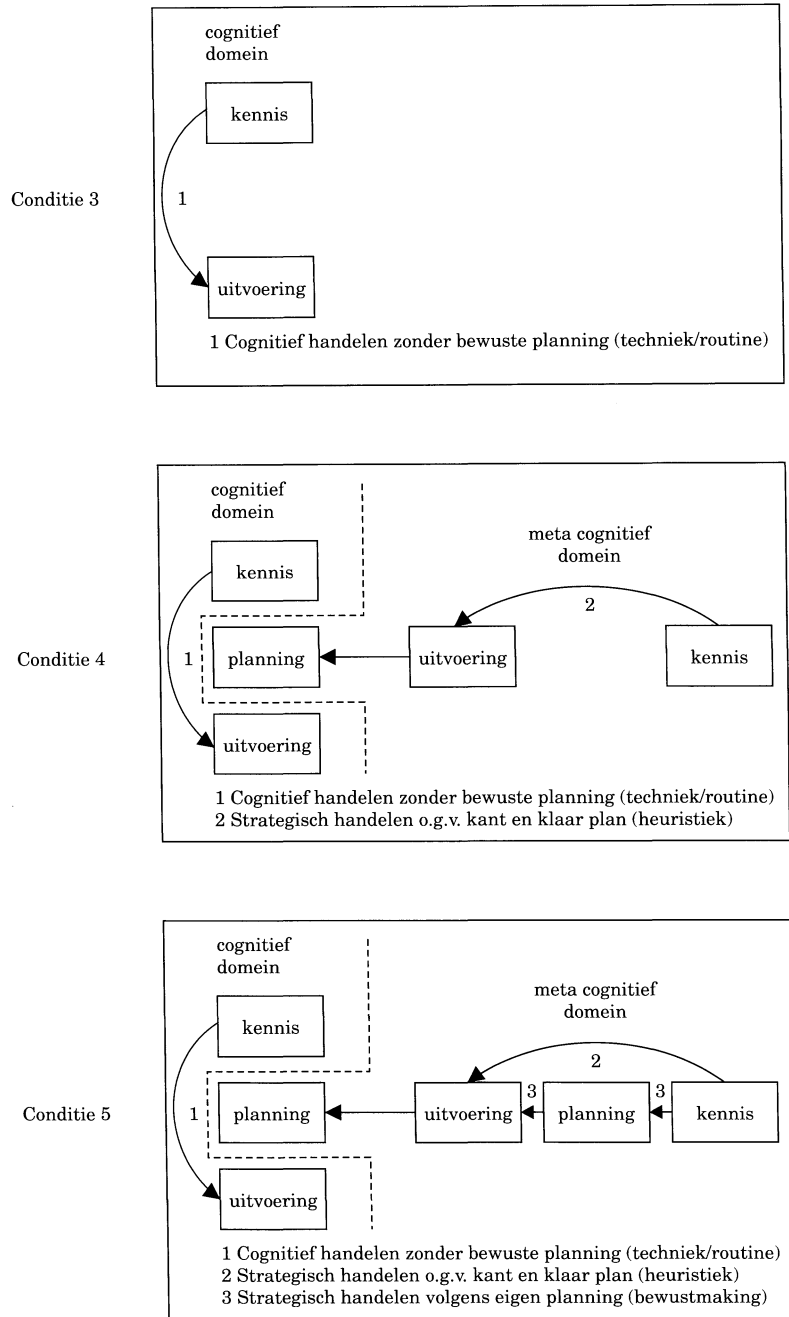 cognitief
domein
kennis
Conditie 3
1
uitvoering
1 Cognitief handelen zonder bewuste planning (techniek/routine)
cognitief
domein
meta cognitief
domein
kennis
2
Conditie 4
1
planning
uitvoering
kennis
uitvoering
1 Cognitief handelen zonder bewuste planning (techniek/routine)
2 Strategisch handelen o.g.v. kant en klaar plan (heuristiek)
cognitief
domein
meta cognitief
domein
kennis
2
Conditie 5
1
planning
uitvoering
3
planning
3
kennis
uitvoering
1 Cognitief handelen zonder bewuste planning (techniek/routine)
2 Strategisch handelen o.g.v. kant en klaar plan (heuristiek)
3 Strategisch handelen volgens eigen planning (bewustmaking)